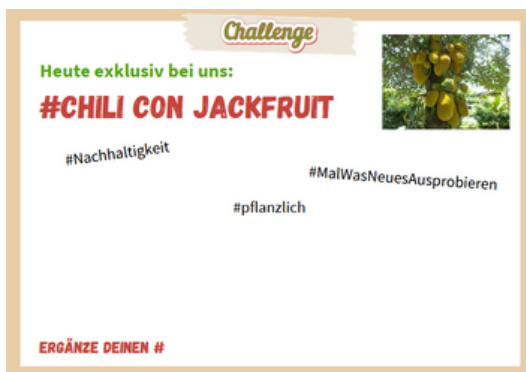 Challenge
Heute exklusiv bei uns:
#CHILI CON JACKFRUIT
#Nachhaltigkeit
#MalWasNeuesAusprobieren
#pflanzlich
ERGÄNZE DEINEN #